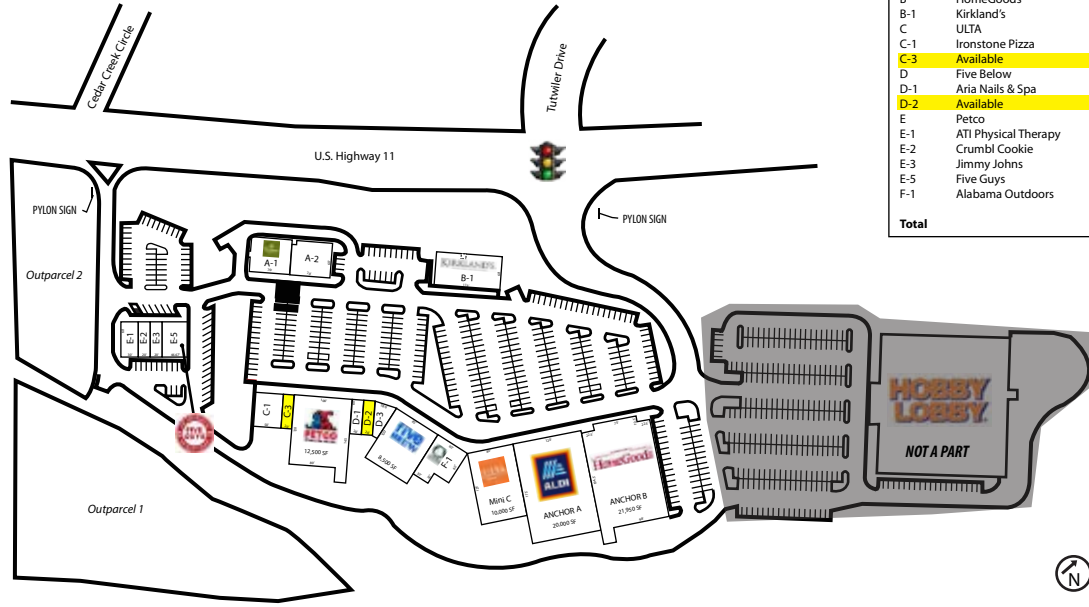 B HomeGoods
B-1 Kirkland's
C ULTA
C-1 Ironstone Pizza
C-3 Available
D Five Below
D-1 Aria Nails & Spa
D-2 Available
E Petco
E-1 ATI Physical Therapy
E-2 Crumbl Cookie
E-3 Jimmy Johns
E-5 Five Guys
F-1 Alabama Outdoors
Total
Cedar Creek Circle
Tutwiler Drive
U.S. Highway 11
PYLON SIGN
PYLON SIGN
Outparcel 2
A-1
A-2
KIRKLAND'S
B-1
E-1
E-2
E-3
E-5
FIVE GUYS
C-1
C-3
PETCO
12,500 SF
D-1
D-2
D-3
FIVE BELOW
8,500 SF
F-1
Mini C
10,000 SF
ALDI
ANCHOR A
20,000 SF
HomeGoods
ANCHOR B
21,950 SF
HOBBY
LOBBY
NOT A PART
Outparcel 1
N